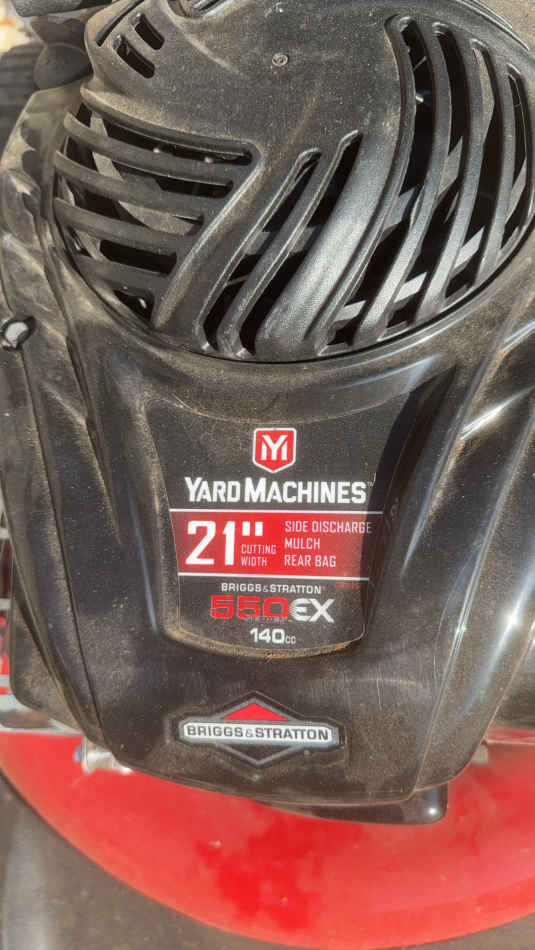 YARD MACHINES
21"
CUTTING
WIDTH
SIDE DISCHARGE
MULCH
REAR BAG
BRIGGS & STRATTON
550EX
140cc
BRIGGS & STRATTON